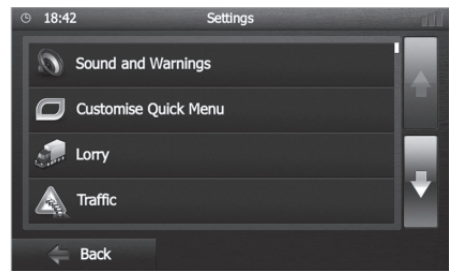 18:42 Settings
Sound and Warnings
Customise Quick Menu
Lorry
Traffic
Back